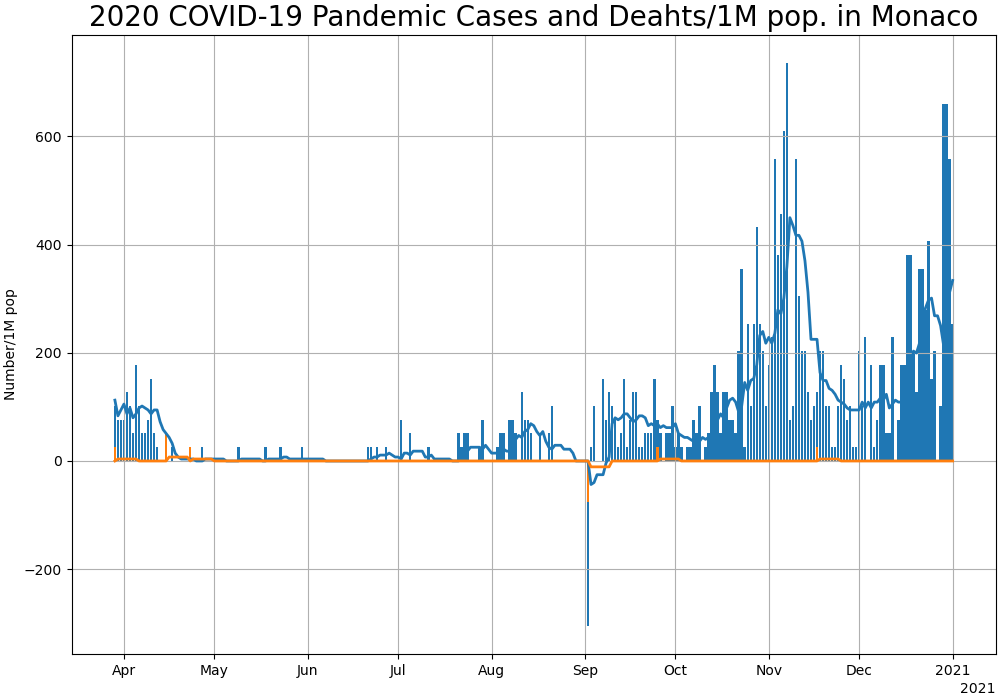 2020 COVID-19 Pandemic Cases and Deahts/1M pop. in Monaco
Number/1M pop
600
400
200
0
−200
Apr May Jun Jul Aug Sep Oct Nov Dec 2021
2021